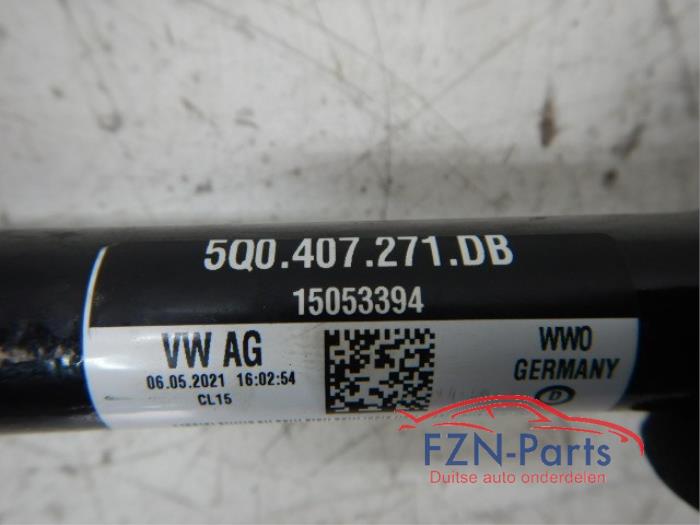 5Q0.407.271.DB
15053394
VW AG
06.05.2021 16:02:54
CL15
WWO
GERMANY
D
FZN-Parts
Duitse auto onderdelen